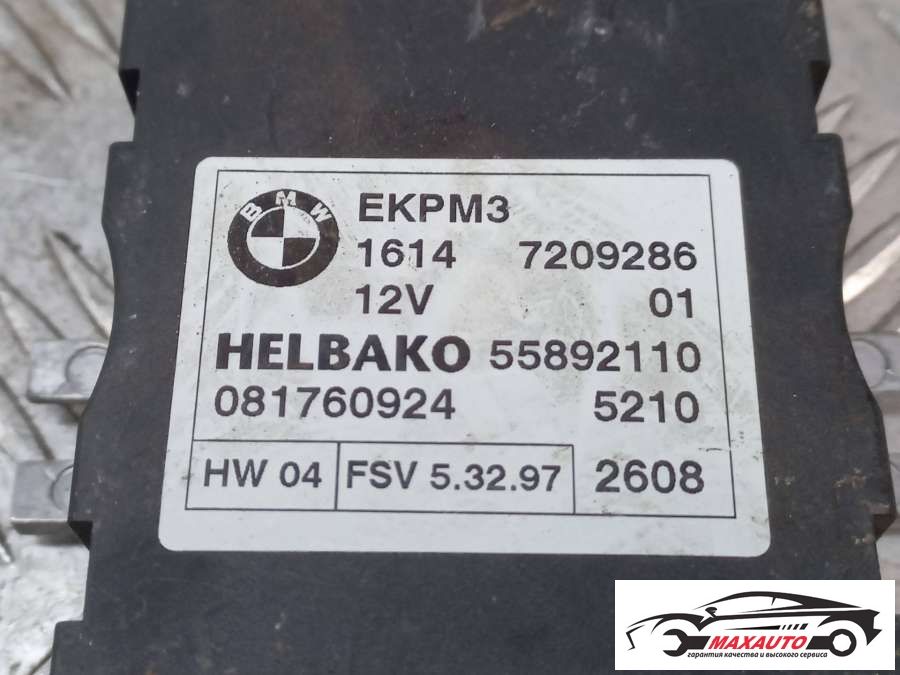 BMW
EKPM3
1614 7209286
12V 01
HELBAKO 55892110
081760924 5210
HW 04 FSV 5.32.97 2608
MAXAUTO
гарантия качества и высокого сервиса